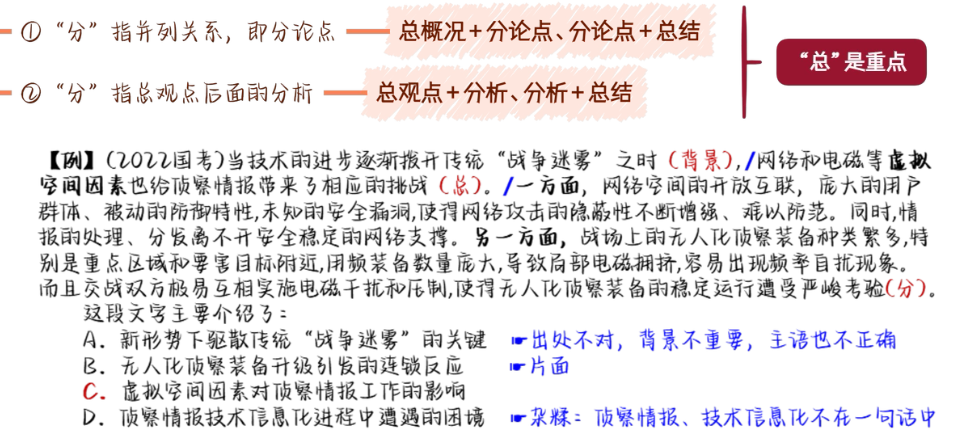 ① “分”指并列关系，即分论点 总概况＋分论点、分论点＋总结
“总”是重点
② “分”指总观点后面的分析 总观点＋分析、分析＋总结
【例】(2022国考)当技术的进步逐渐拨开传统“战争迷雾”之时（背景），/网络和电磁等虚拟
空间因素也给侦察情报带来了相应的挑战（总）。/一方面，网络空间的开放互联，庞大的用户
群体、被动的防御特性,未知的安全漏洞,使得网络攻击的隐蔽性不断增强、难以防范。同时,情
报的处理、分发离不开安全稳定的网络支撑。另一方面，战场上的无人化侦察装备种类繁多,特
别是重点区域和要害目标附近,用频装备数量庞大,导致局部电磁拥挤,容易出现频率自扰现象。
而且交战双方极易互相实施电磁干扰和压制,使得无人化侦察装备的稳定运行遭受严峻考验(分)。
这段文字主要介绍了：
A. 新形势下驱散传统“战争迷雾”的关键 ☛出处不对，背景不重要，主语也不正确
B. 无人化侦察装备升级引发的连锁反应 ☛片面
C. 虚拟空间因素对侦察情报工作的影响
D. 侦察情报技术信息化进程中遭遇的困境 ☛杂糅：侦察情报、技术信息化不在一句话中